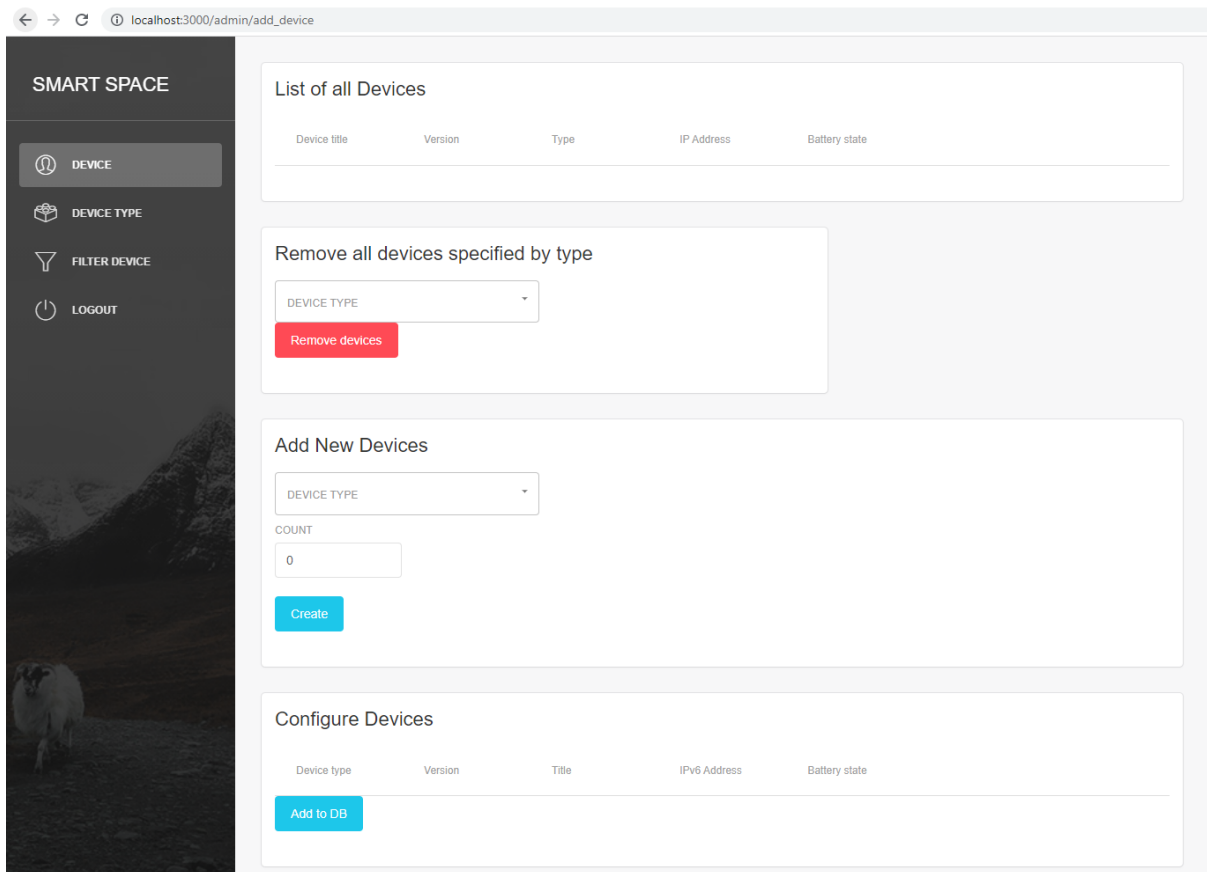 localhost:3000/admin/add_device
SMART SPACE
DEVICE
DEVICE TYPE
FILTER DEVICE
LOGOUT
List of all Devices
Device title Version Type IP Address Battery state
Remove all devices specified by type
DEVICE TYPE
Remove devices
Add New Devices
DEVICE TYPE
COUNT
0
Create
Configure Devices
Device type Version Title IPv6 Address Battery state
Add to DB